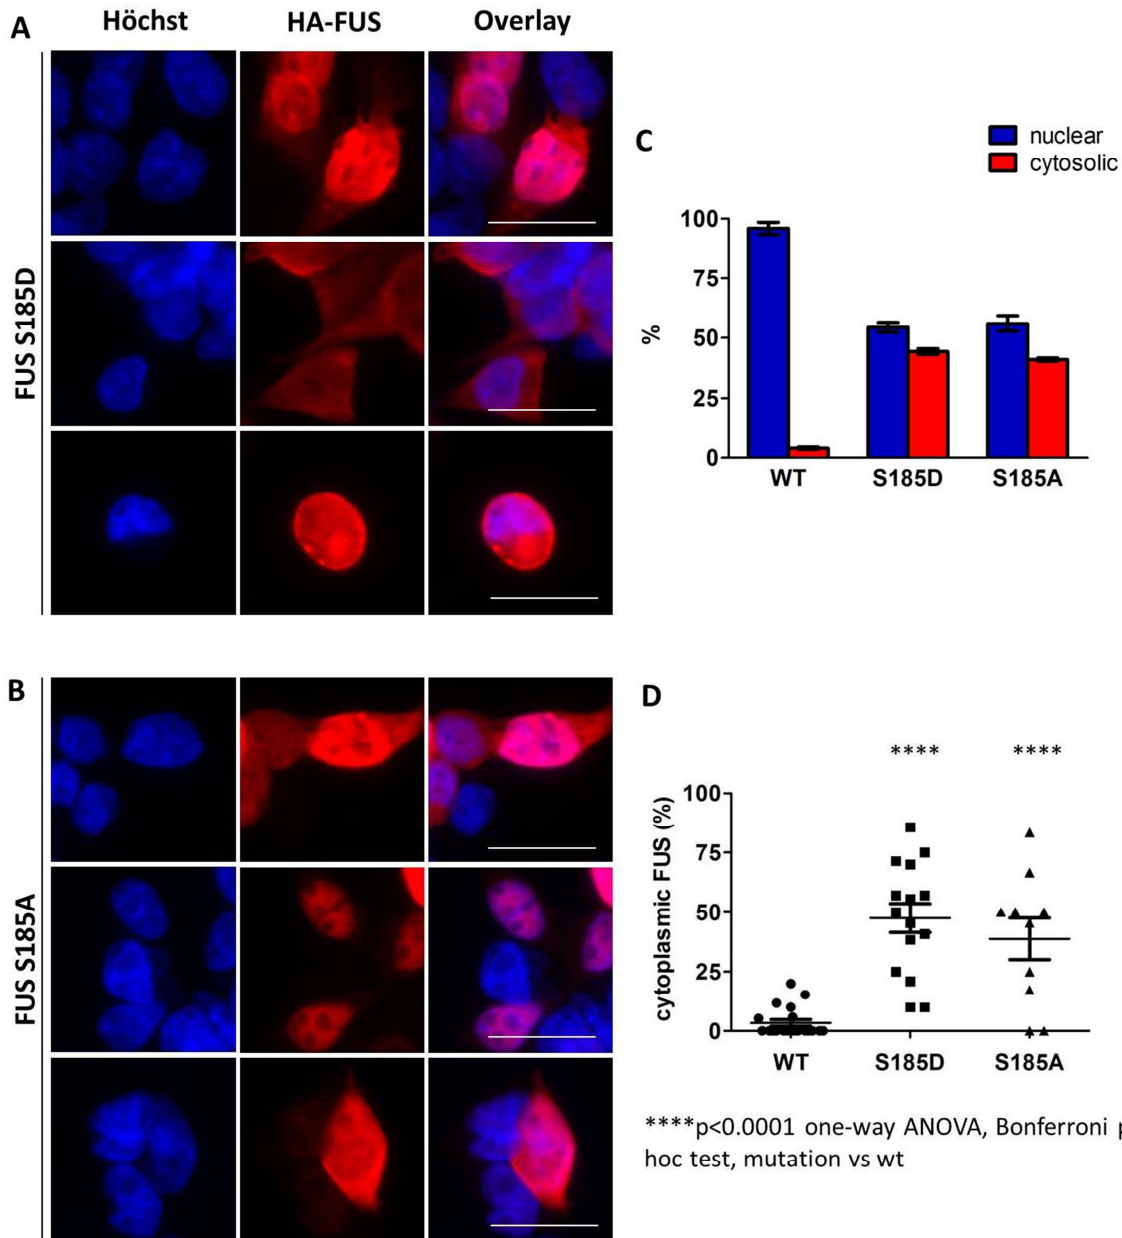 A
Höchst HA-FUS Overlay
FUS S185D
C
nuclear
cytosolic
100
75
50
25
0
%
WT S185D S185A
B
FUS S185A
D
**** ****
100
75
50
25
0
cytoplasmic FUS (%)
WT S185D S185A
****p<0.0001 one-way ANOVA, Bonferroni p
hoc test, mutation vs wt